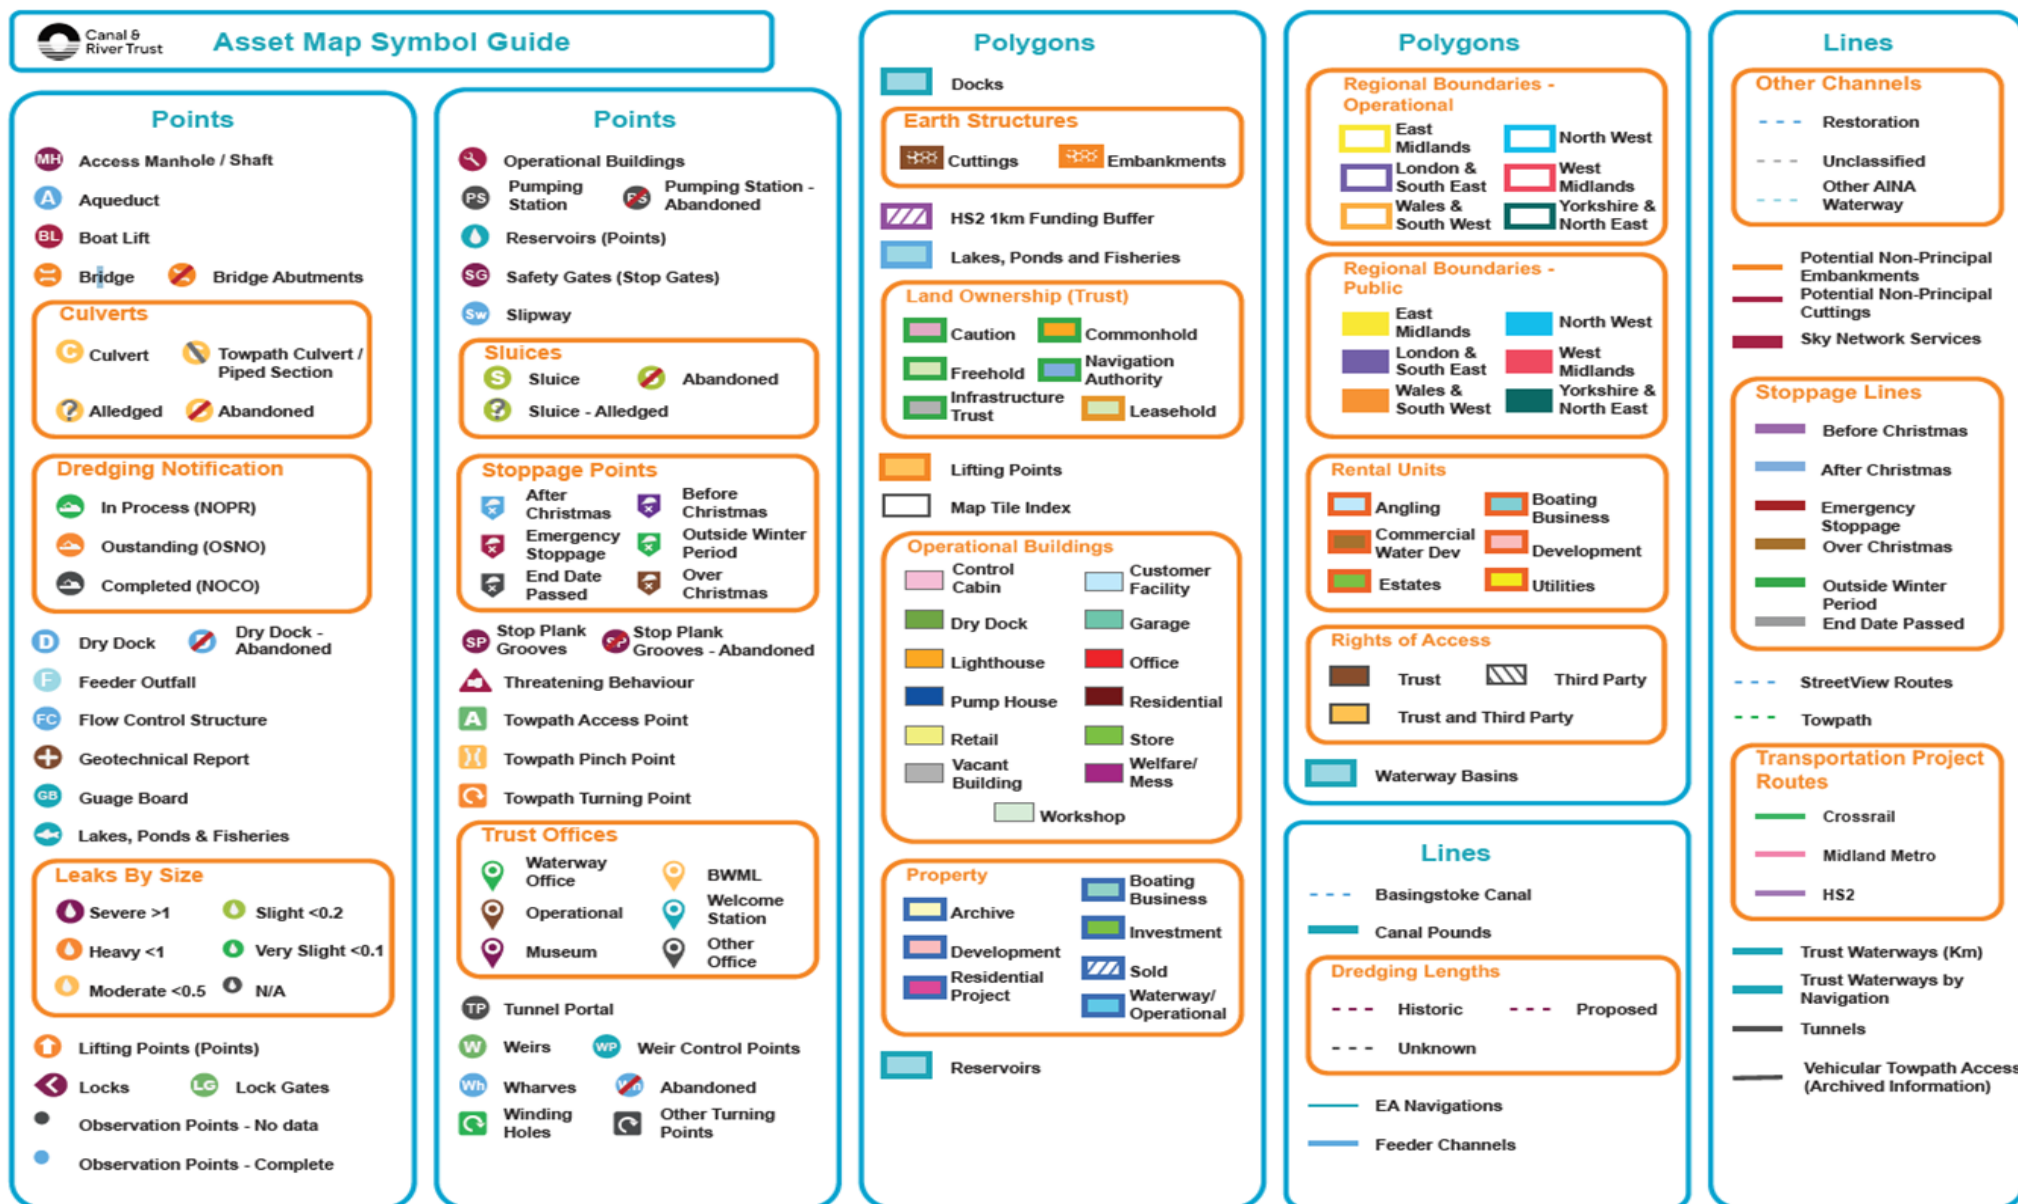 Canal &
River Trust
Asset Map Symbol Guide
Points
MH Access Manhole / Shaft
A Aqueduct
BL Boat Lift
Bridge
Bridge Abutments
Culverts
C Culvert
Towpath Culvert /
Piped Section
? Alledged
Abandoned
Dredging Notification
In Process (NOPR)
Oustanding (OSNO)
Completed (NOCO)
D Dry Dock
D Dry Dock -
Abandoned
F Feeder Outfall
FC Flow Control Structure
Geotechnical Report
GB Guage Board
Lakes, Ponds & Fisheries
Leaks By Size
Severe >1
Slight <0.2
Heavy <1
Very Slight <0.1
Moderate <0.5
N/A
Lifting Points (Points)
Locks
LG Lock Gates
Observation Points - No data
Observation Points - Complete
Points
Operational Buildings
PS Pumping
Station
PS Pumping Station -
Abandoned
Reservoirs (Points)
SG Safety Gates (Stop Gates)
Sw Slipway
Sluices
S Sluice
Abandoned
? Sluice - Alledged
Stoppage Points
After
Christmas
Before
Christmas
Emergency
Stoppage
Outside Winter
Period
End Date
Passed
Over
Christmas
SP Stop Plank
Grooves
SP Stop Plank
Grooves - Abandoned
Threatening Behaviour
A Towpath Access Point
Towpath Pinch Point
Towpath Turning Point
Trust Offices
Waterway
Office
BWML
Operational
Welcome
Station
Museum
Other
Office
TP Tunnel Portal
W Weirs
WP Weir Control Points
Wh Wharves
Wh Abandoned
Winding
Holes
Other Turning
Points
Polygons
Docks
Earth Structures
Cuttings
Embankments
HS2 1km Funding Buffer
Lakes, Ponds and Fisheries
Land Ownership (Trust)
Caution
Commonhold
Freehold
Navigation
Authority
Infrastructure
Trust
Leasehold
Lifting Points
Map Tile Index
Operational Buildings
Control
Cabin
Customer
Facility
Dry Dock
Garage
Lighthouse
Office
Pump House
Residential
Retail
Store
Vacant
Building
Welfare/
Mess
Workshop
Property
Archive
Boating
Business
Development
Investment
Residential
Project
Sold
Waterway/
Operational
Reservoirs
Polygons
Regional Boundaries -
Operational
East
Midlands
North West
London &
South East
West
Midlands
Wales &
South West
Yorkshire &
North East
Regional Boundaries -
Public
East
Midlands
North West
London &
South East
West
Midlands
Wales &
South West
Yorkshire &
North East
Rental Units
Angling
Boating
Business
Commercial
Water Dev
Development
Estates
Utilities
Rights of Access
Trust
Third Party
Trust and Third Party
Waterway Basins
Lines
Basingstoke Canal
Canal Pounds
Dredging Lengths
Historic
Proposed
Unknown
EA Navigations
Feeder Channels
Lines
Other Channels
Restoration
Unclassified
Other AINA
Waterway
Potential Non-Principal
Embankments
Potential Non-Principal
Cuttings
Sky Network Services
Stoppage Lines
Before Christmas
After Christmas
Emergency
Stoppage
Over Christmas
Outside Winter
Period
End Date Passed
StreetView Routes
Towpath
Transportation Project
Routes
Crossrail
Midland Metro
HS2
Trust Waterways (Km)
Trust Waterways by
Navigation
Tunnels
Vehicular Towpath Access
(Archived Information)